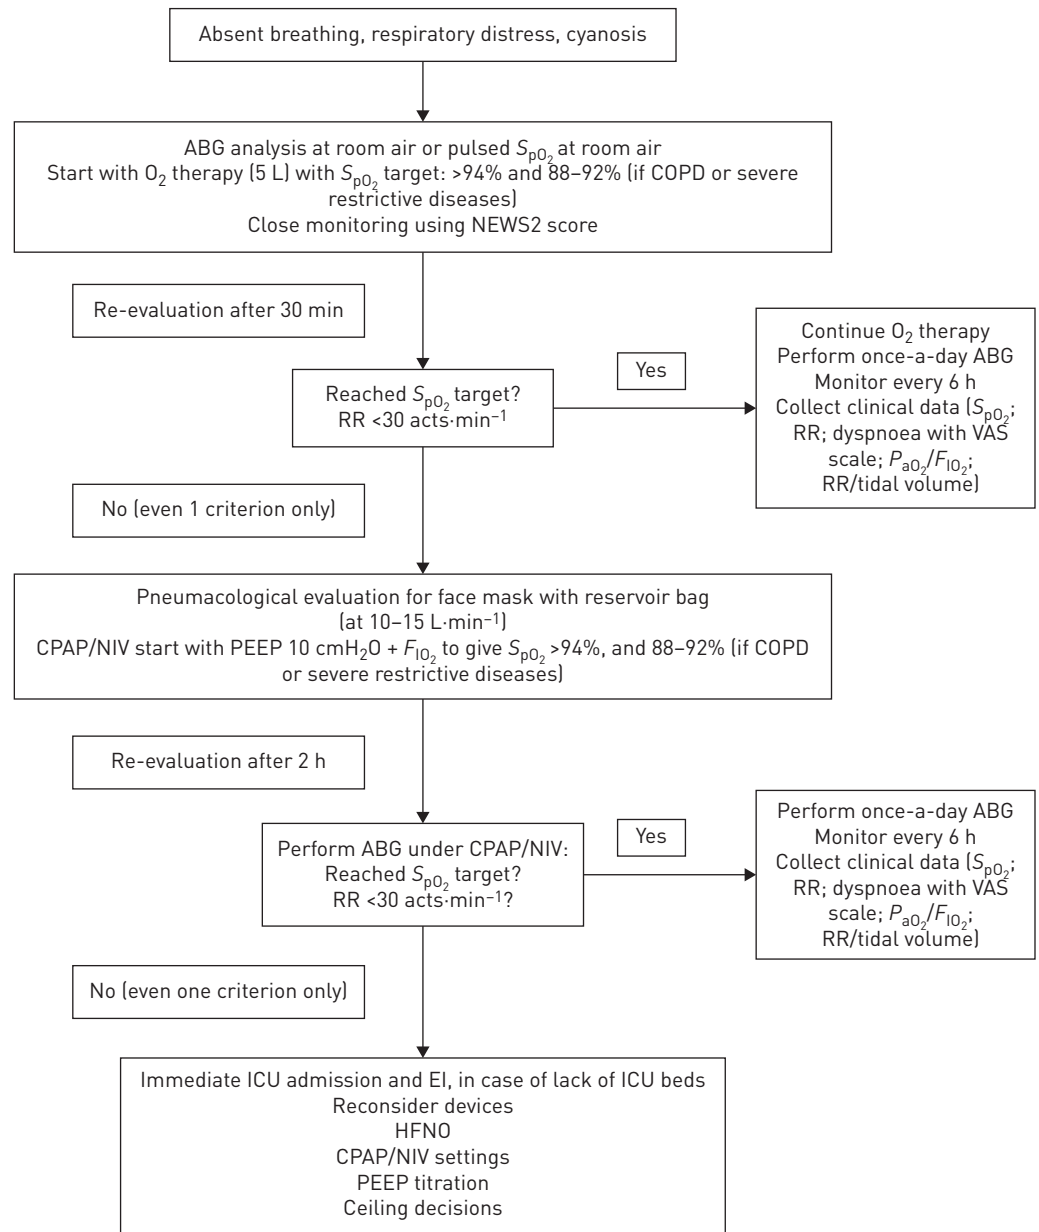 Absent breathing, respiratory distress, cyanosis
ABG analysis at room air or pulsed SpO2 at room air
Start with O2 therapy (5 L) with SpO2 target: >94% and 88–92% (if COPD or severe
restrictive diseases)
Close monitoring using NEWS2 score
Re-evaluation after 30 min
Reached SpO2 target?
RR <30 acts·min−1
Yes
Continue O2 therapy
Perform once-a-day ABG
Monitor every 6 h
Collect clinical data (SpO2;
RR; dyspnoea with VAS
scale; PaO2/FIO2;
RR/tidal volume)
No (even 1 criterion only)
Pneumacological evaluation for face mask with reservoir bag
(at 10–15 L·min−1)
CPAP/NIV start with PEEP 10 cmH2O + FIO2 to give SpO2 >94%, and 88–92% (if COPD
or severe restrictive diseases)
Re-evaluation after 2 h
Perform ABG under CPAP/NIV:
Reached SpO2 target?
RR <30 acts·min−1?
Yes
Perform once-a-day ABG
Monitor every 6 h
Collect clinical data (SpO2;
RR; dyspnoea with VAS
scale; PaO2/FIO2;
RR/tidal volume)
No (even one criterion only)
Immediate ICU admission and EI, in case of lack of ICU beds
Reconsider devices
HFNO
CPAP/NIV settings
PEEP titration
Ceiling decisions